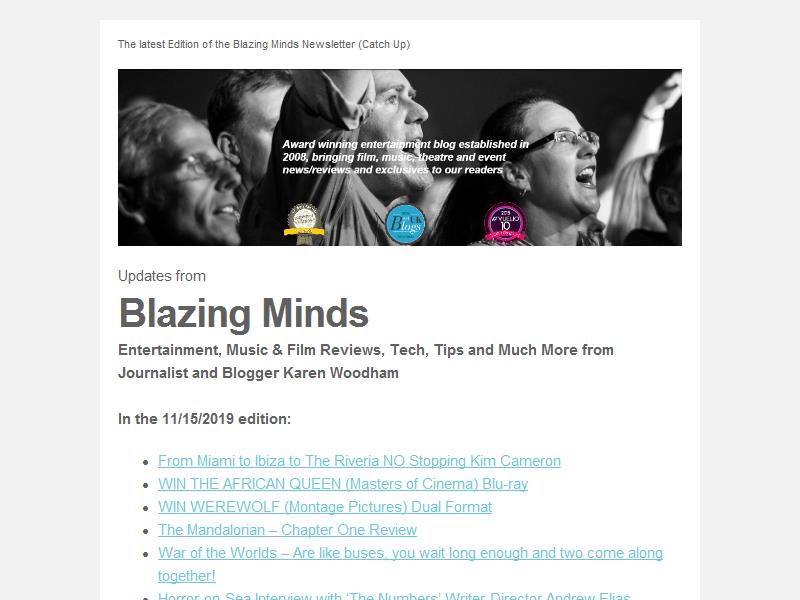 The latest Edition of the Blazing Minds Newsletter (Catch Up)
Award winning entertainment blog established in
2008, bringing film, music, theatre and event
news/reviews and exclusives to our readers
Blogs
VUELIO
10
Updates from
Blazing Minds
Entertainment, Music & Film Reviews, Tech, Tips and Much More from
Journalist and Blogger Karen Woodham
In the 11/15/2019 edition:
From Miami to Ibiza to The Riveria NO Stopping Kim Cameron
WIN THE AFRICAN QUEEN (Masters of Cinema) Blu-ray
WIN WEREWOLF (Montage Pictures) Dual Format
The Mandalorian – Chapter One Review
War of the Worlds – Are like buses, you wait long enough and two come along
together!
Horror-on-Sea Interview with ‘The Numbers’ Writer-Director Andrew Elias